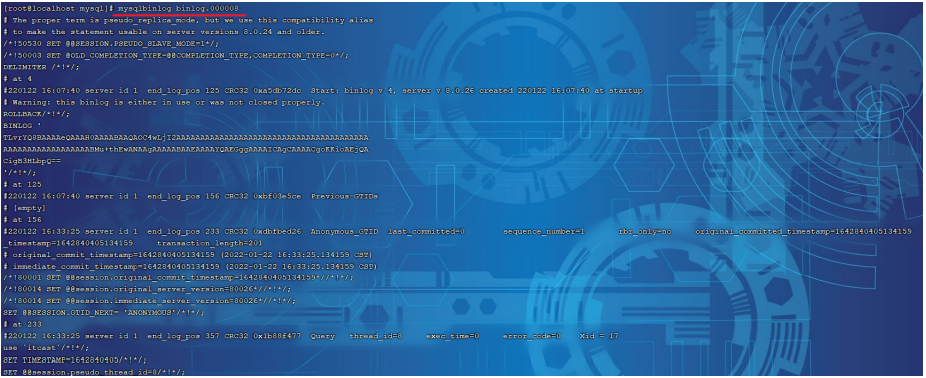 [root@localhost mysql]# mysqlbinlog binlog.000008
# The proper term is pseudo_replica_mode, but we use this compatibility alias
# to make the statement usable on server versions 8.0.24 and older.
/*!50530 SET @@SESSION.PSEUDO_SLAVE_MODE=1*/;
/*!50003 SET @OLD_COMPLETION_TYPE=@@COMPLETION_TYPE,COMPLETION_TYPE=0*/;
DELIMITER /*!*/;
# at 4
#220122 16:07:40 server id 1  end_log_pos 125 CRC32 0xa5db72dc  Start: binlog v 4, server v 8.0.26 created 220122 16:07:40 at startup
# Warning: this binlog is either in use or was not closed properly.
ROLLBACK/*!*/;
BINLOG '
CigB3HLbpQ==
'/*!*/;
# at 125
#220122 16:07:40 server id 1  end_log_pos 156 CRC32 0xbf03e5ce  Previous-GTIDs
# [empty]
# at 156
#220122 16:33:25 server id 1  end_log_pos 233 CRC32 0xdbfbed26  Anonymous_GTID  last_committed=0  sequence_number=1  rbr_only=no  original_committed_timestamp=1642840405134159
_timestamp=1642840405134159  transaction_length=201
# original_commit_timestamp=1642840405134159 (2022-01-22 16:33:25.134159 CST)
# immediate_commit_timestamp=1642840405134159 (2022-01-22 16:33:25.134159 CST)
/*!80001 SET @@session.original_commit_timestamp=1642840405134159*//*!*/;
/*!80014 SET @@session.original_server_version=80026*//*!*/;
/*!80014 SET @@session.immediate_server_version=80026*//*!*/;
SET @@SESSION.GTID_NEXT= 'ANONYMOUS'/*!*/;
# at 233
#220122 16:33:25 server id 1  end_log_pos 357 CRC32 0x1b88f477  Query  thread_id=8  exec_time=0  error_code=0  Xid = 17
use `itcast`/*!*/;
SET TIMESTAMP=1642840405/*!*/;
SET @@session.pseudo_thread_id=8/*!*/;